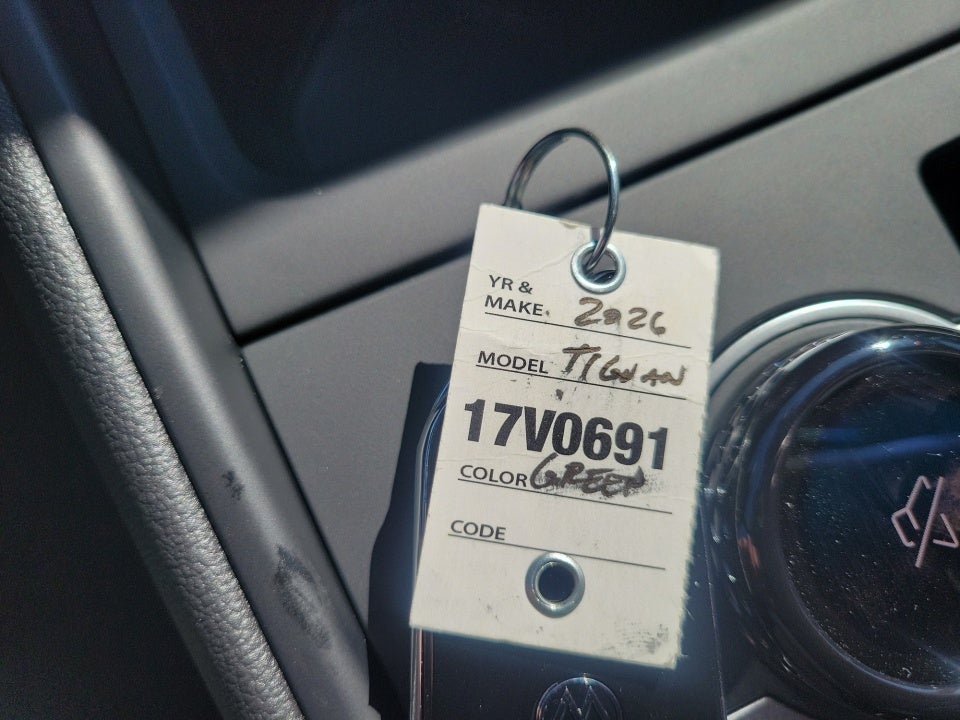 YR &
MAKE. 2026
MODEL TIGUAN
17V0691
COLOR GREEN
CODE